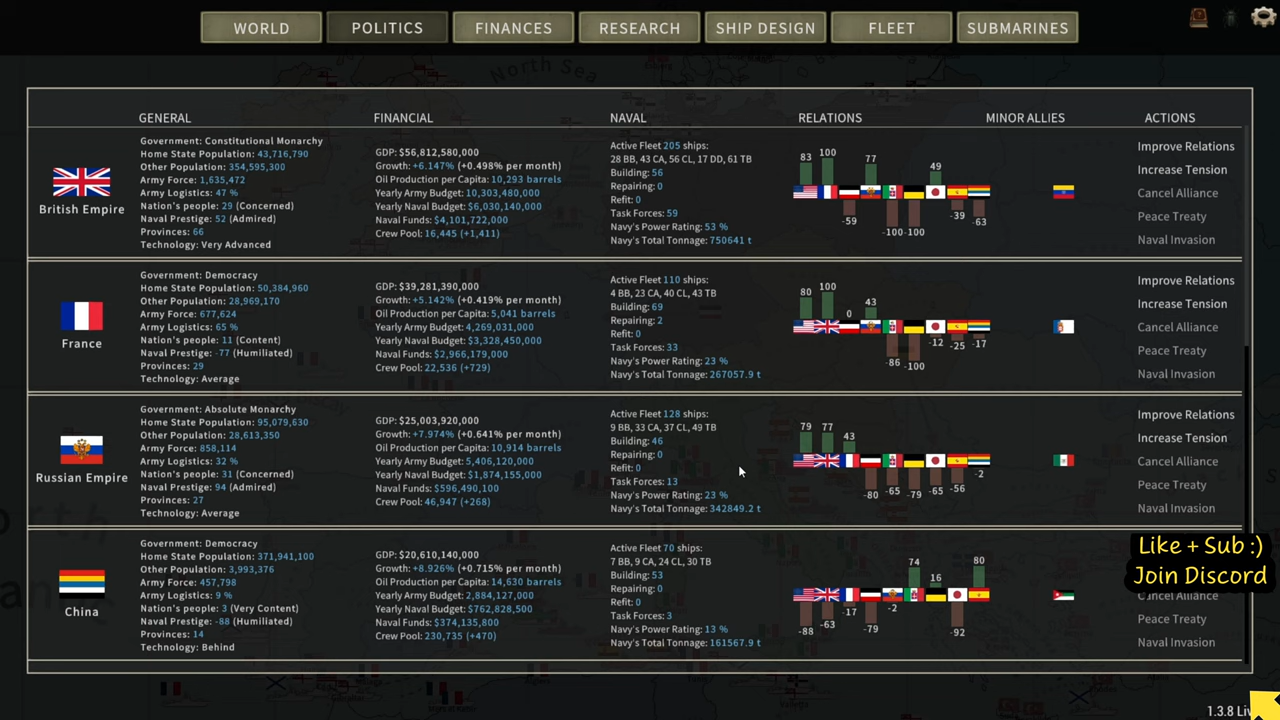 WORLD
POLITICS
FINANCES
RESEARCH
SHIP DESIGN
FLEET
SUBMARINES
North Sea
GENERAL
FINANCIAL
NAVAL
RELATIONS
MINOR ALLIES
ACTIONS
British Empire
Government: Constitutional Monarchy
Home State Population: 43,716,790
Other Population: 354,595,300
Army Force: 1,635,472
Army Logistics: 47 %
Nation's people: 29 (Concerned)
Naval Prestige: 52 (Admired)
Provinces: 66
Technology: Very Advanced
GDP: $56,812,580,000
Growth: +6.147% (+0.498% per month)
Oil Production per Capita: 10,293 barrels
Yearly Army Budget: 10,303,480,000
Yearly Naval Budget: $6,030,140,000
Naval Funds: $4,101,722,000
Crew Pool: 16,445 (+1,411)
Active Fleet 205 ships:
28 BB, 43 CA, 56 CL, 17 DD, 61 TB
Building: 56
Repairing: 0
Refit: 0
Task Forces: 59
Navy's Power Rating: 53 %
Navy's Total Tonnage: 750641 t
83 100 -59 77 -100 -100 49 -39 -63
Improve Relations
Increase Tension
Cancel Alliance
Peace Treaty
Naval Invasion
France
Government: Democracy
Home State Population: 50,384,960
Other Population: 28,969,170
Army Force: 677,624
Army Logistics: 65 %
Nation's people: 11 (Content)
Naval Prestige: -77 (Humiliated)
Provinces: 29
Technology: Average
GDP: $39,281,390,000
Growth: +5.142% (+0.419% per month)
Oil Production per Capita: 5,041 barrels
Yearly Army Budget: 4,269,031,000
Yearly Naval Budget: $3,328,450,000
Naval Funds: $2,966,179,000
Crew Pool: 22,536 (+729)
Active Fleet 110 ships:
4 BB, 23 CA, 40 CL, 43 TB
Building: 69
Repairing: 2
Refit: 0
Task Forces: 33
Navy's Power Rating: 23 %
Navy's Total Tonnage: 267057.9 t
80 100 0 43 -86 -100 -12 -25 -17
Improve Relations
Increase Tension
Cancel Alliance
Peace Treaty
Naval Invasion
Russian Empire
Government: Absolute Monarchy
Home State Population: 95,079,630
Other Population: 28,613,350
Army Force: 858,114
Army Logistics: 32 %
Nation's people: 31 (Concerned)
Naval Prestige: 94 (Admired)
Provinces: 27
Technology: Average
GDP: $25,003,920,000
Growth: +7.974% (+0.641% per month)
Oil Production per Capita: 10,914 barrels
Yearly Army Budget: 5,406,120,000
Yearly Naval Budget: $1,874,155,000
Naval Funds: $596,490,100
Crew Pool: 46,947 (+268)
Active Fleet 128 ships:
9 BB, 33 CA, 37 CL, 49 TB
Building: 46
Repairing: 0
Refit: 0
Task Forces: 13
Navy's Power Rating: 23 %
Navy's Total Tonnage: 342849.2 t
79 77 43 -80 -65 -79 -65 -56 -2
Improve Relations
Increase Tension
Cancel Alliance
Peace Treaty
Naval Invasion
China
Government: Democracy
Home State Population: 371,941,100
Other Population: 3,993,376
Army Force: 457,798
Army Logistics: 9 %
Nation's people: 3 (Very Content)
Naval Prestige: -88 (Humiliated)
Provinces: 14
Technology: Behind
GDP: $20,610,140,000
Growth: +8.926% (+0.715% per month)
Oil Production per Capita: 14,630 barrels
Yearly Army Budget: 2,884,127,000
Yearly Naval Budget: $762,828,500
Naval Funds: $374,135,800
Crew Pool: 230,735 (+470)
Active Fleet 70 ships:
7 BB, 9 CA, 24 CL, 30 TB
Building: 53
Repairing: 0
Refit: 0
Task Forces: 3
Navy's Power Rating: 13 %
Navy's Total Tonnage: 161567.9 t
-88 -63 -17 -79 -2 74 16 -92 80
Like + Sub :)
Join Discord
Cancel Alliance
Peace Treaty
Naval Invasion
1.3.8